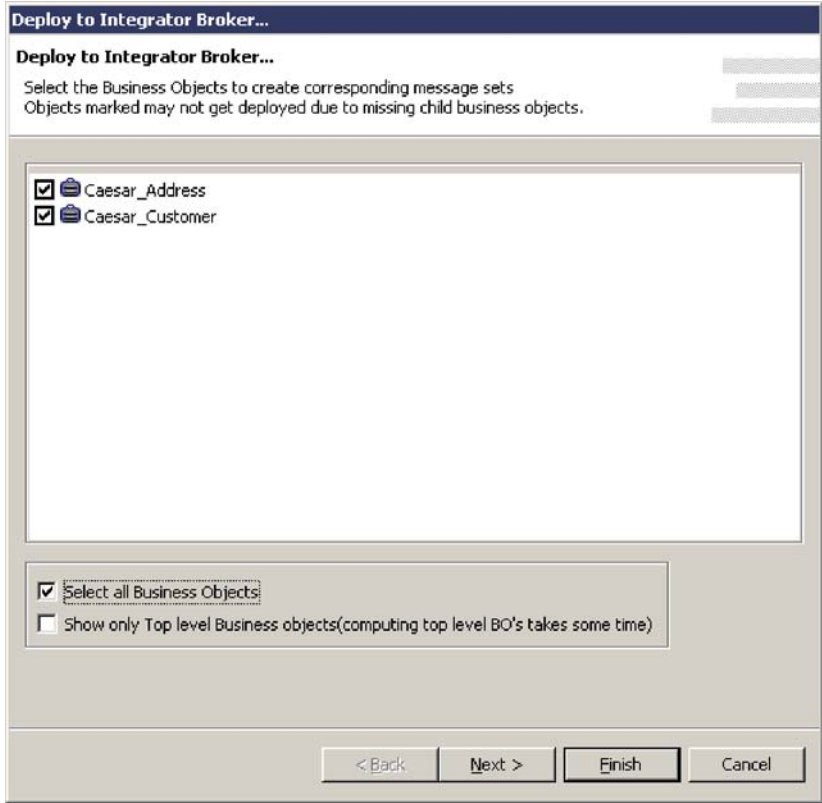 Deploy to Integrator Broker...
Deploy to Integrator Broker...
Select the Business Objects to create corresponding message sets
Objects marked may not get deployed due to missing child business objects.
Caesar_Address
Caesar_Customer
Select all Business Objects
Show only Top level Business objects(computing top level BO's takes some time)
< Back Next > Finish Cancel